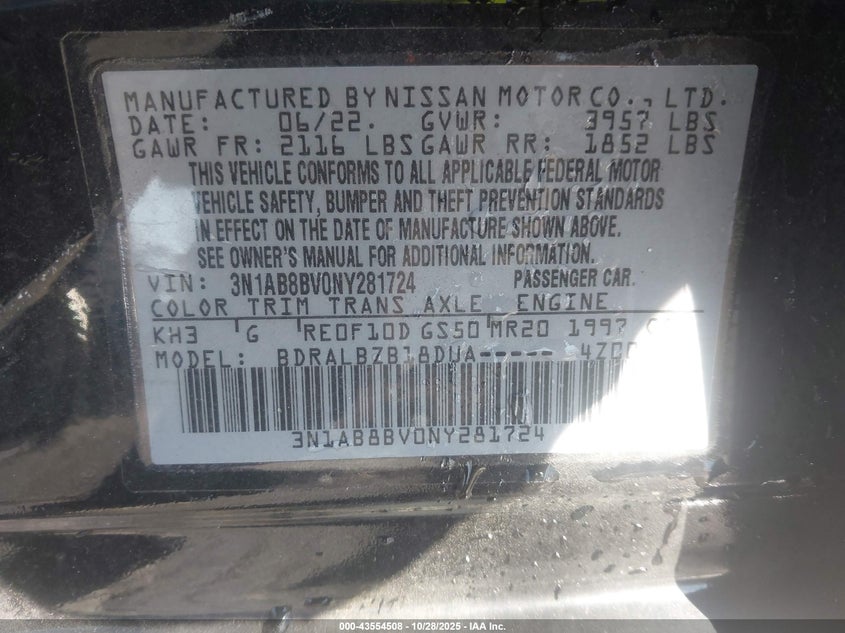 MANUFACTURED BY NISSAN MOTOR CO., LTD.
DATE: 06/22. GVWR: 3957 LBS
GAWR FR: 2116 LBS GAWR RR: 1852 LBS
THIS VEHICLE CONFORMS TO ALL APPLICABLE FEDERAL MOTOR
VEHICLE SAFETY, BUMPER AND THEFT PREVENTION STANDARDS
IN EFFECT ON THE DATE OF MANUFACTURE SHOWN ABOVE.
SEE OWNER'S MANUAL FOR ADDITIONAL INFORMATION.
VIN: 3N1AB8BV0NY281724 PASSENGER CAR.
COLOR TRIM TRANS AXLE ENGINE
KH3 G RE0F10D GS50 MR20 1997
MODEL: BDRALBZB18DUA-----
3N1AB8BV0NY281724
000-43554508 | 10/28/2025 - IAA Inc.